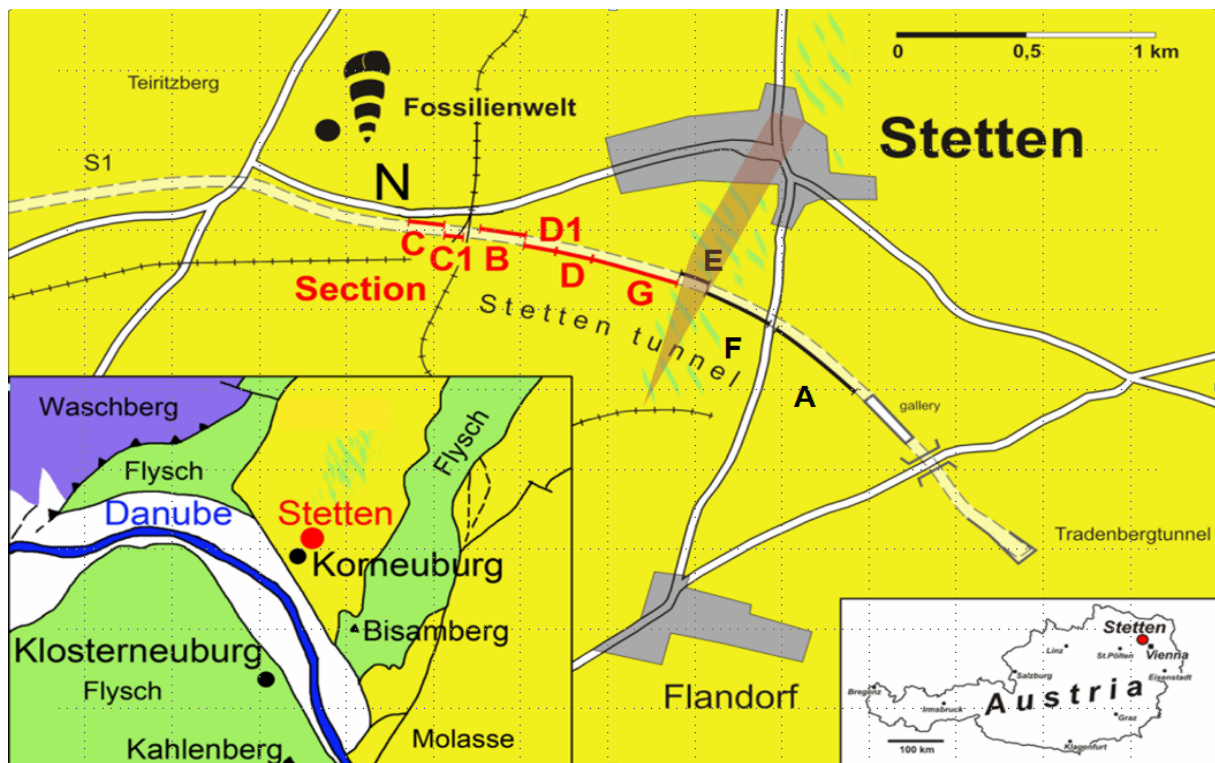 Teiritzberg
Fossilienwelt
0 0,5 1 km
Stetten
S1
N
C
C1
B
D1
D
G
E
F
A
Section
Stetten tunnel
gallery
Tradenbergtunnel
Flandorf
Waschberg
Flysch
Flysch
Danube
Stetten
Korneuburg
Bisamberg
Klosterneuburg
Flysch
Kahlenberg
Molasse
Stetten
Linz
St.Pölten
Vienna
Salzburg
Eisenstadt
Bregenz
Irmsbruck
Austria
Graz
Klagenfurt
100 km